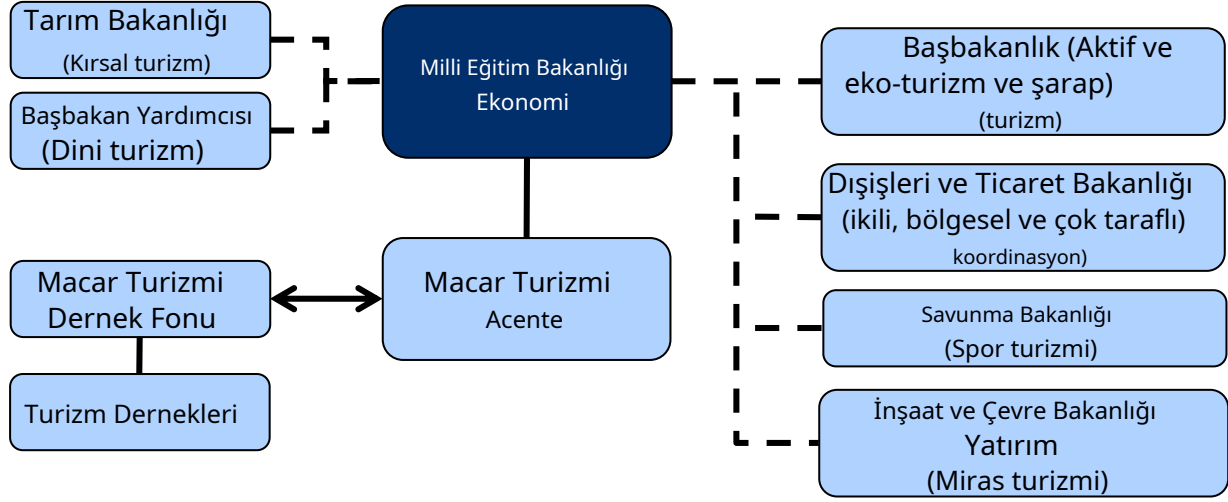 Tarım Bakanlığı
(Kırsal turizm)
Başbakan Yardımcısı
(Dini turizm)
Milli Eğitim Bakanlığı
Ekonomi
Başbakanlık (Aktif ve
eko-turizm ve şarap)
(turizm)
Dışişleri ve Ticaret Bakanlığı
(ikili, bölgesel ve çok taraflı)
koordinasyon)
Macar Turizmi
Dernek Fonu
Macar Turizmi
Acente
Savunma Bakanlığı
(Spor turizmi)
Turizm Dernekleri
İnşaat ve Çevre Bakanlığı
Yatırım
(Miras turizmi)